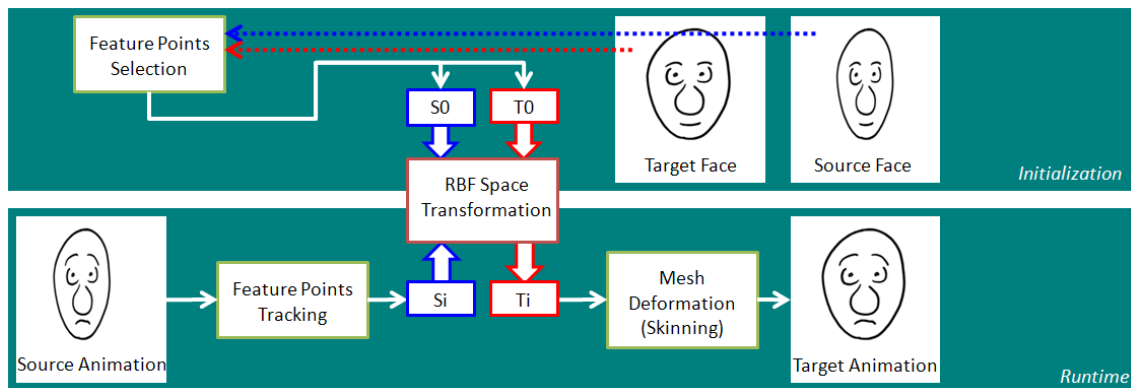 Feature Points
Selection
S0
T0
Target Face
Source Face
Initialization
RBF Space
Transformation
Source Animation
Feature Points
Tracking
Si
Ti
Mesh
Deformation
(Skinning)
Target Animation
Runtime